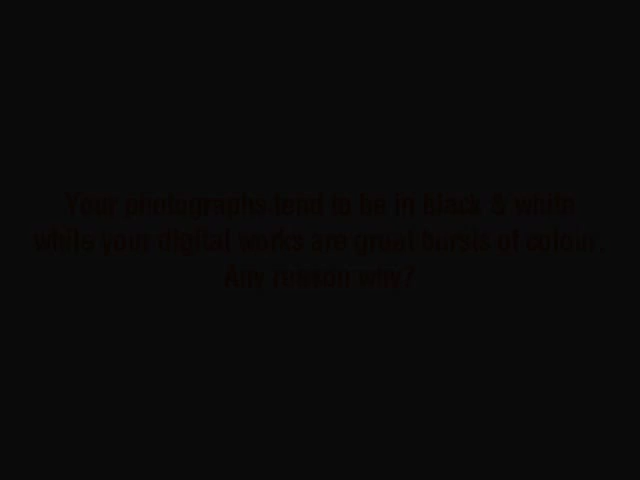 Your photographs tend to be in black & white
while your digital works are great bursts of colour.
Any reason why?